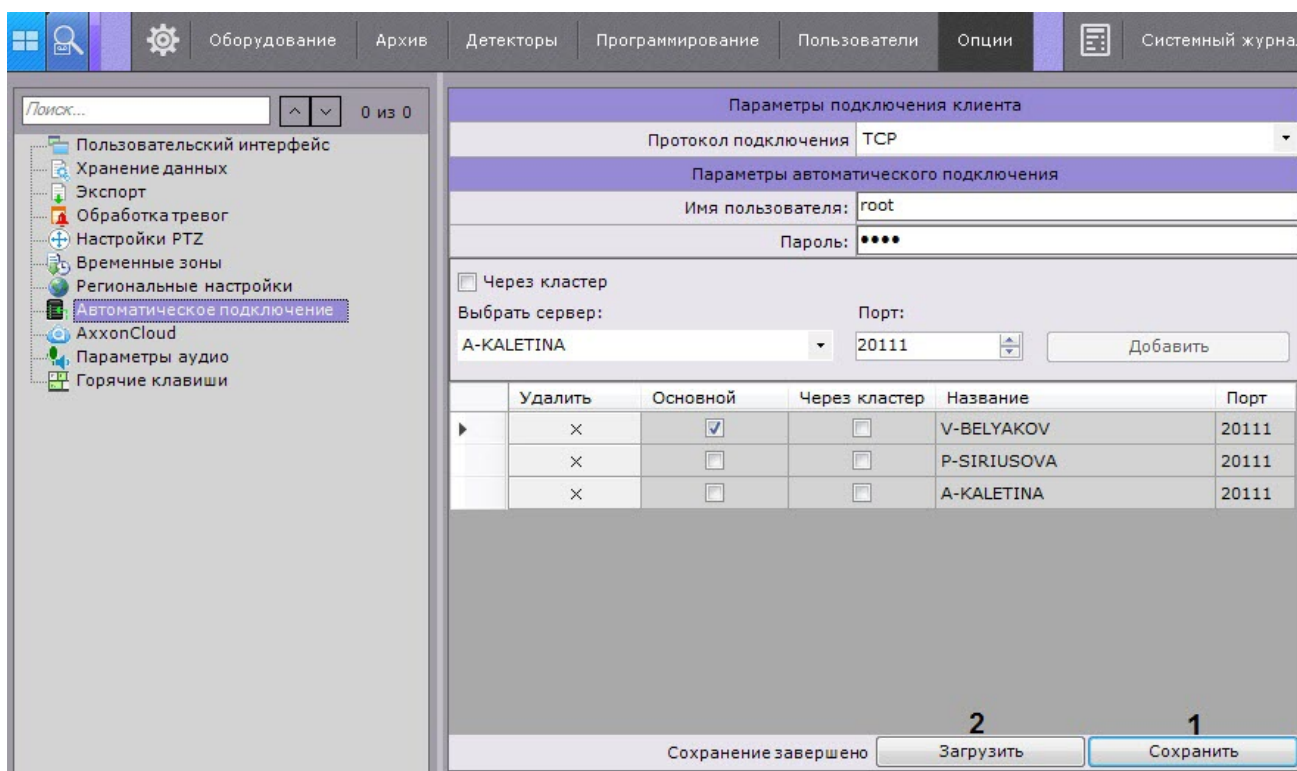 Оборудование Архив Детекторы Программирование Пользователи Опции Системный журна
Поиск... 0 из 0
Пользовательский интерфейс
Хранение данных
Экспорт
Обработка тревог
Настройки PTZ
Временные зоны
Региональные настройки
Автоматическое подключение
AxxonCloud
Параметры аудио
Горячие клавиши
Параметры подключения клиента
Протокол подключения TCP
Параметры автоматического подключения
Имя пользователя: root
Пароль: ••••
Через кластер
Выбрать сервер: Порт:
A-KALETINA 20111 Добавить
Удалить Основной Через кластер Название Порт
V-BELYAKOV 20111
P-SIRIUSOVA 20111
A-KALETINA 20111
2 1
Сохранение завершено Загрузить Сохранить